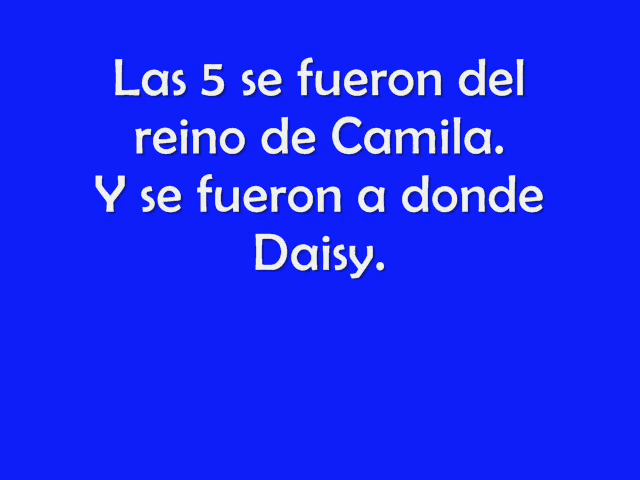 Las 5 se fueron del
reino de Camila.
Y se fueron a donde
Daisy.